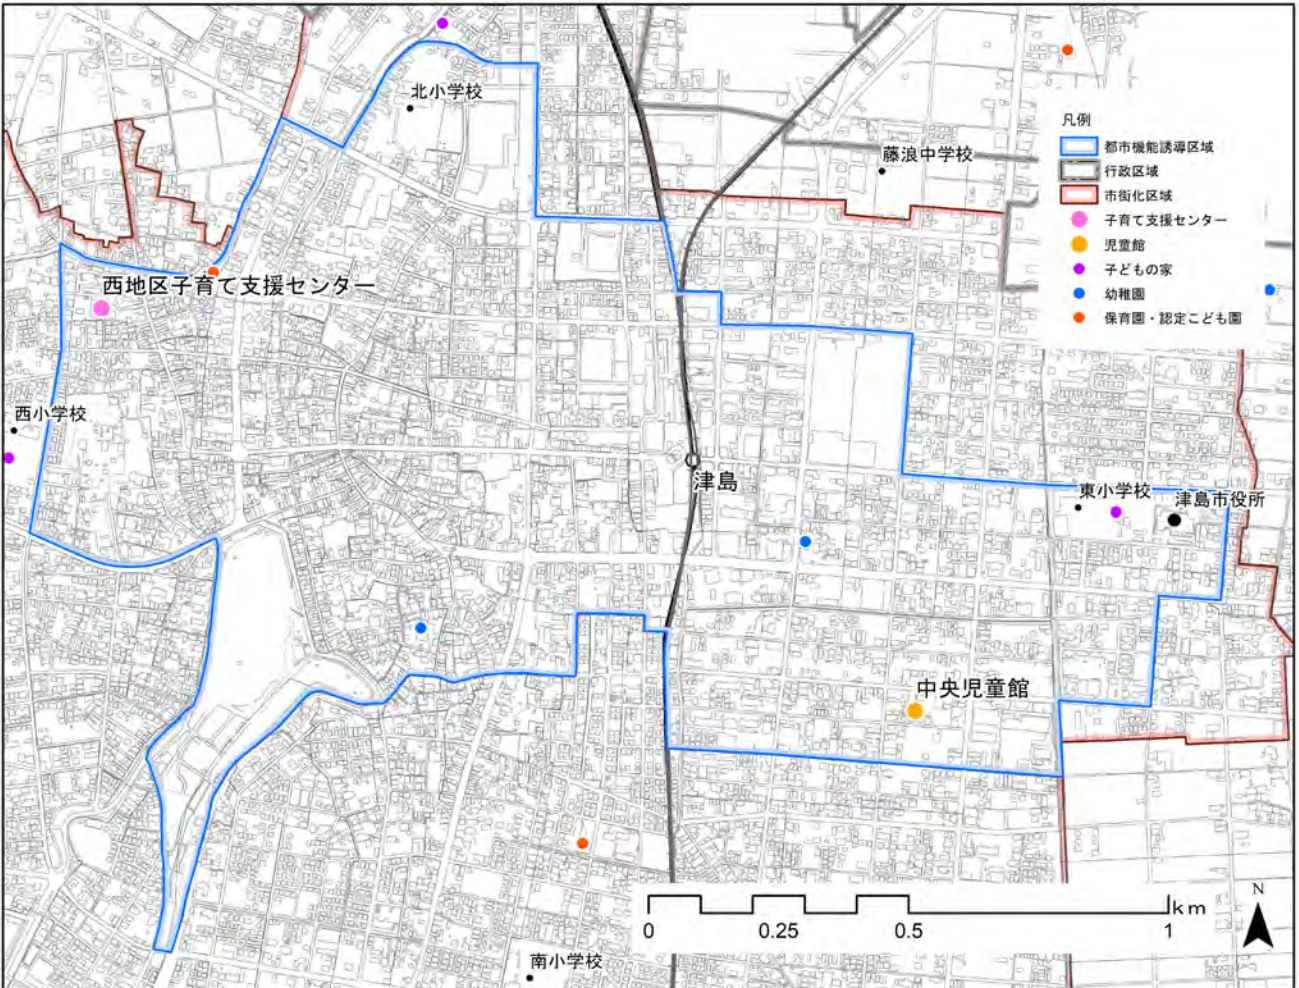 北小学校
藤浪中学校
凡例
都市機能誘導区域
行政区域
市街化区域
子育て支援センター
児童館
子どもの家
幼稚園
保育園・認定こども園
西地区子育て支援センター
西小学校
津島
東小学校
津島市役所
中央児童館
南小学校
km
0 0.25 0.5 1
N